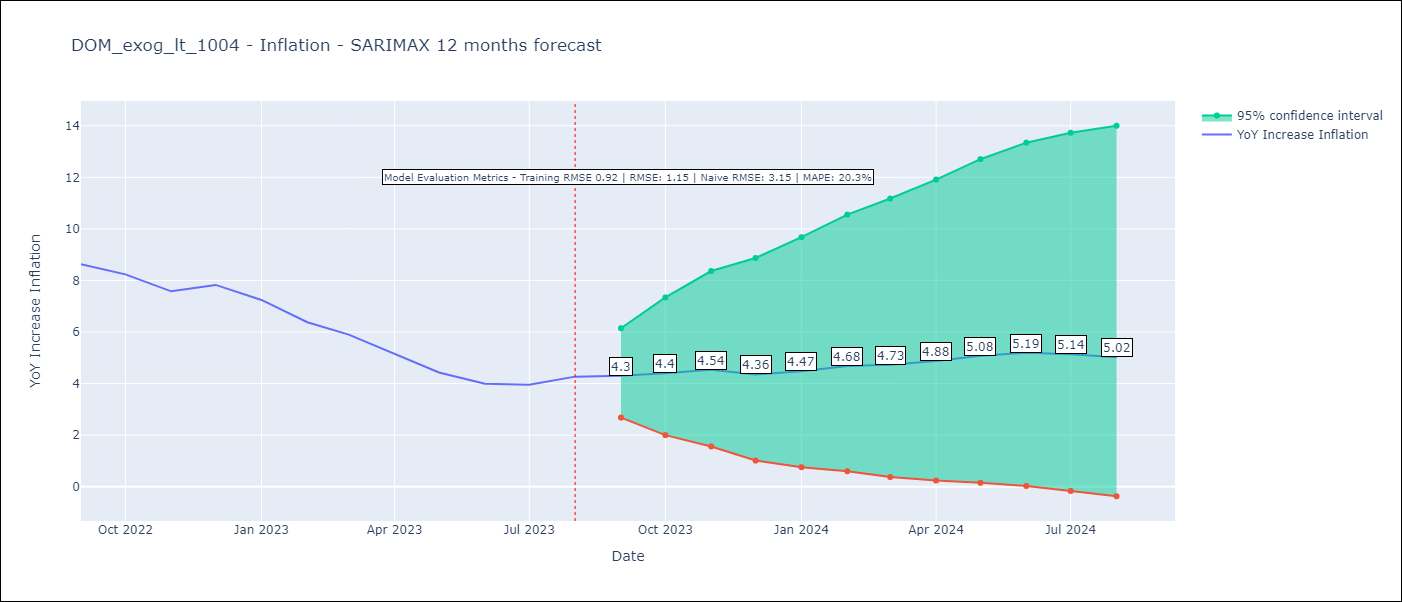 DOM_exog_lt_1004 - Inflation - SARIMAX 12 months forecast
95% confidence interval
YoY Increase Inflation
Model Evaluation Metrics - Training RMSE 0.92 | RMSE: 1.15 | Naive RMSE: 3.15 | MAPE: 20.3%
YoY Increase Inflation
14
12
10
8
6
4
2
0
4.3
4.4
4.54
4.36
4.47
4.68
4.73
4.88
5.08
5.19
5.14
5.02
Oct 2022
Jan 2023
Apr 2023
Jul 2023
Oct 2023
Jan 2024
Apr 2024
Jul 2024
Date